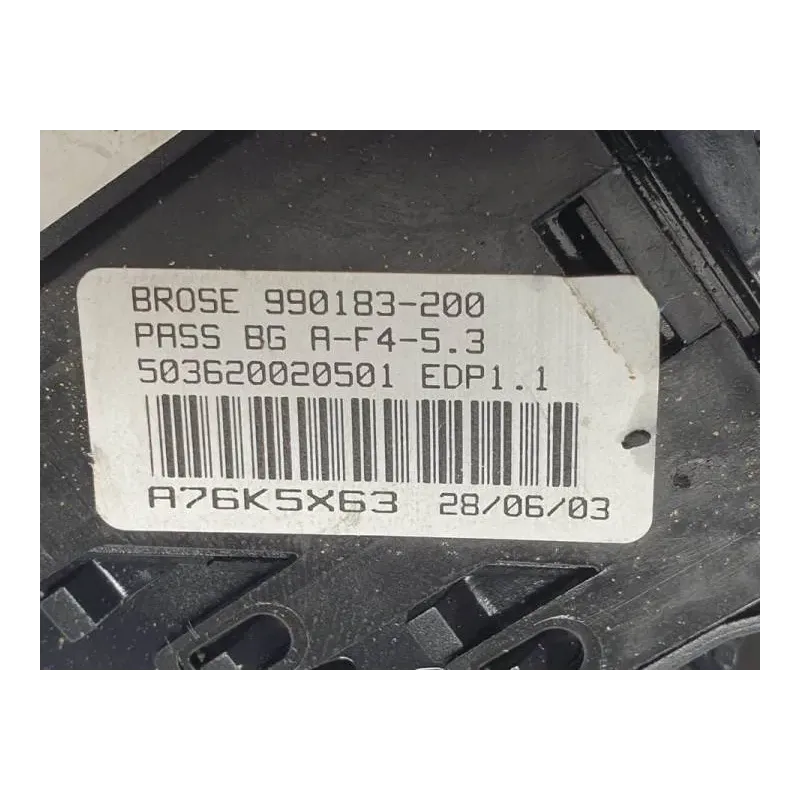 BROSE 990183-200
PASS BG A-F4-5.3
503620020501 EDP1.1
A76K5X63 28/06/03